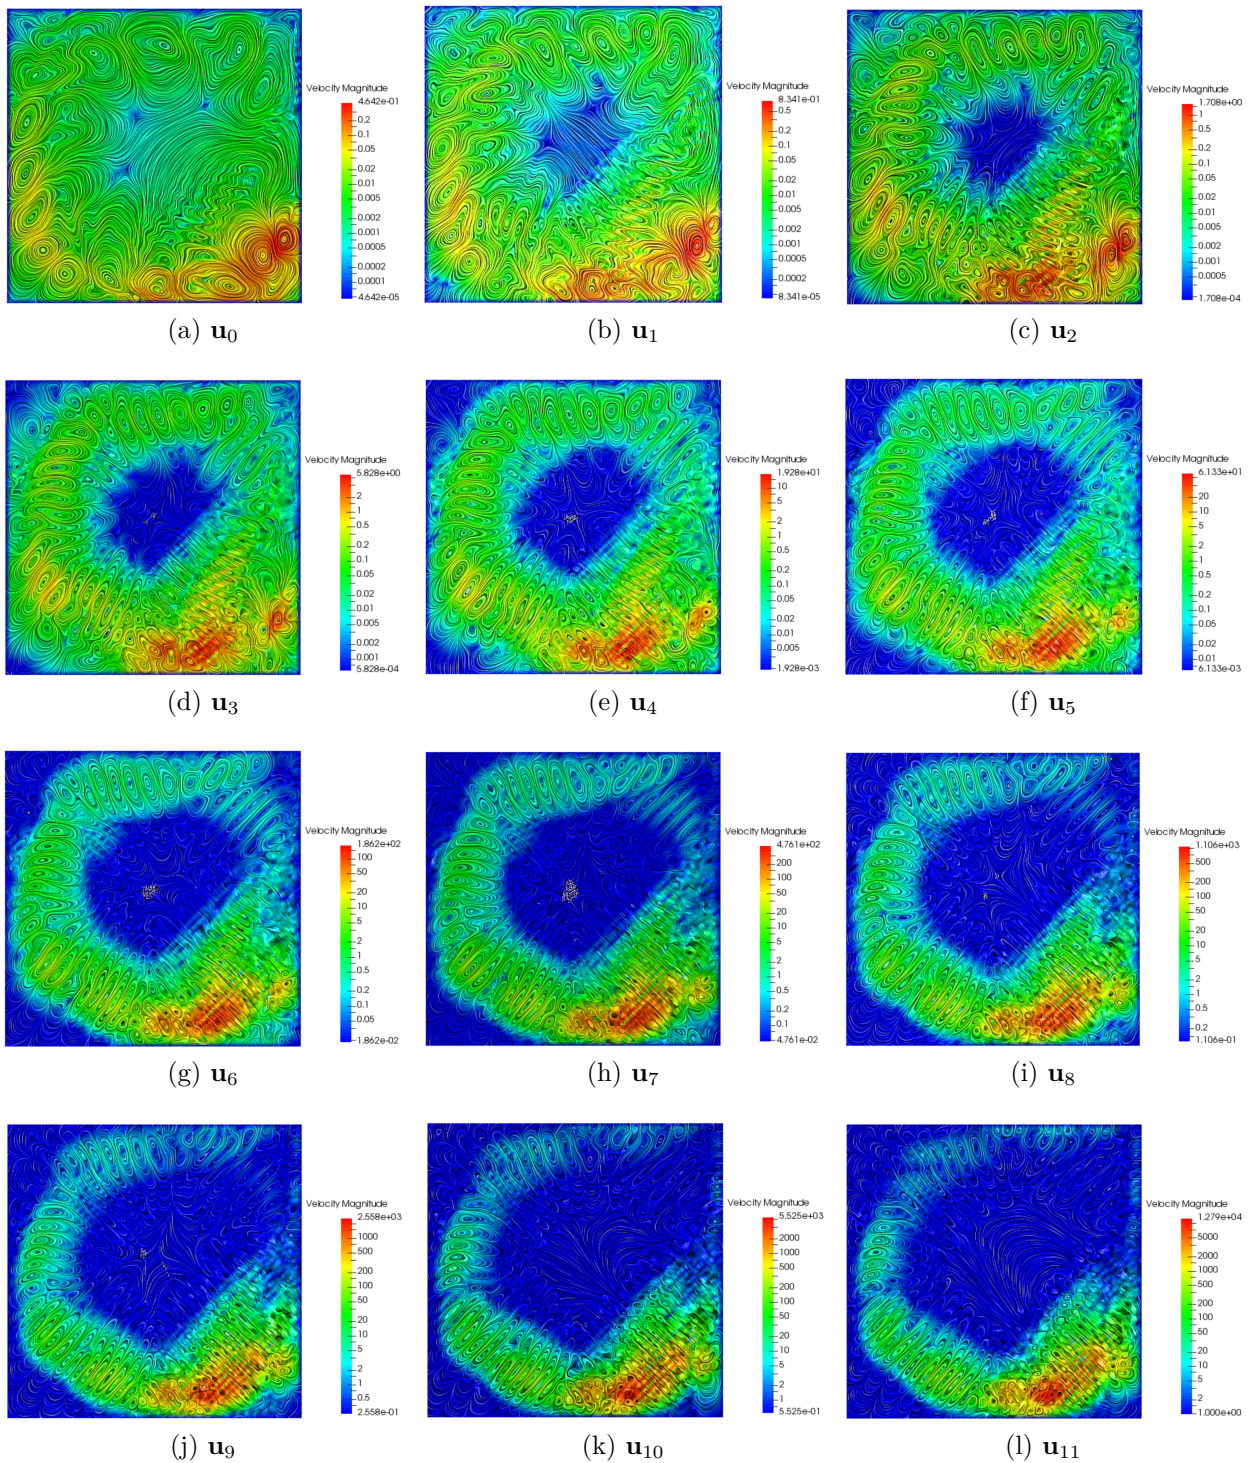 Velocity Magnitude
4.642e-01
0.2
0.1
0.05
0.02
0.01
0.005
0.002
0.001
0.0005
0.0002
0.0001
4.642e-05
(a) u₀
Velocity Magnitude
8.341e-01
0.5
0.2
0.1
0.05
0.02
0.01
0.005
0.002
0.001
0.0005
0.0002
8.341e-05
(b) u₁
Velocity Magnitude
1.708e+00
1
0.5
0.2
0.1
0.05
0.02
0.01
0.005
0.002
0.001
0.0005
1.708e-04
(c) u₂
Velocity Magnitude
5.828e+00
2
1
0.5
0.2
0.1
0.05
0.02
0.01
0.005
0.002
0.001
5.828e-04
(d) u₃
Velocity Magnitude
1.928e+01
10
5
2
1
0.5
0.2
0.1
0.05
0.02
0.01
0.005
1.928e-03
(e) u₄
Velocity Magnitude
6.133e+01
20
10
5
2
1
0.5
0.2
0.1
0.05
0.02
0.01
6.133e-03
(f) u₅
Velocity Magnitude
1.862e+02
100
50
20
10
5
2
1
0.5
0.2
0.1
0.05
1.862e-02
(g) u₆
Velocity Magnitude
4.761e+02
200
100
50
20
10
5
2
1
0.5
0.2
0.1
4.761e-02
(h) u₇
Velocity Magnitude
1.106e+03
500
200
100
50
20
10
5
2
1
0.5
0.2
1.106e-01
(i) u₈
Velocity Magnitude
2.558e+03
1000
500
200
100
50
20
10
5
2
1
0.5
2.558e-01
(j) u₉
Velocity Magnitude
5.525e+03
2000
1000
500
200
100
50
20
10
5
2
1
5.525e-01
(k) u₁₀
Velocity Magnitude
1.279e+04
5000
2000
1000
500
200
100
50
20
10
5
2
1.000e+00
(l) u₁₁